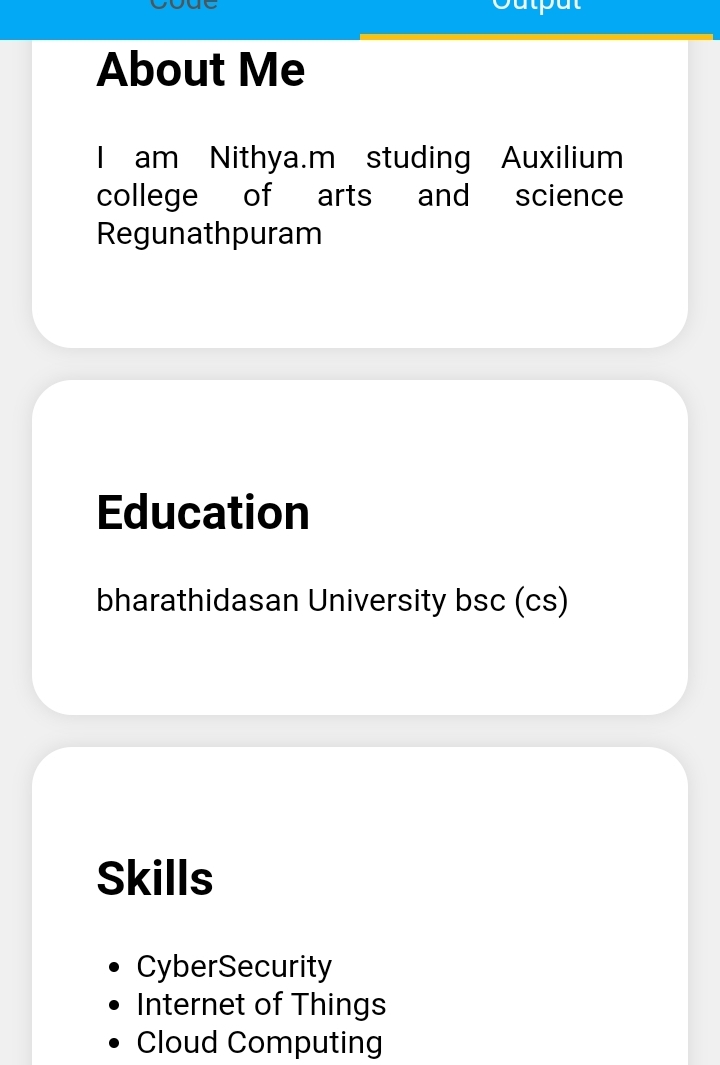 Code Output
About Me
I am Nithya.m studing Auxilium
college of arts and science
Regunathpuram
Education
bharathidasan University bsc (cs)
Skills
• CyberSecurity
• Internet of Things
• Cloud Computing